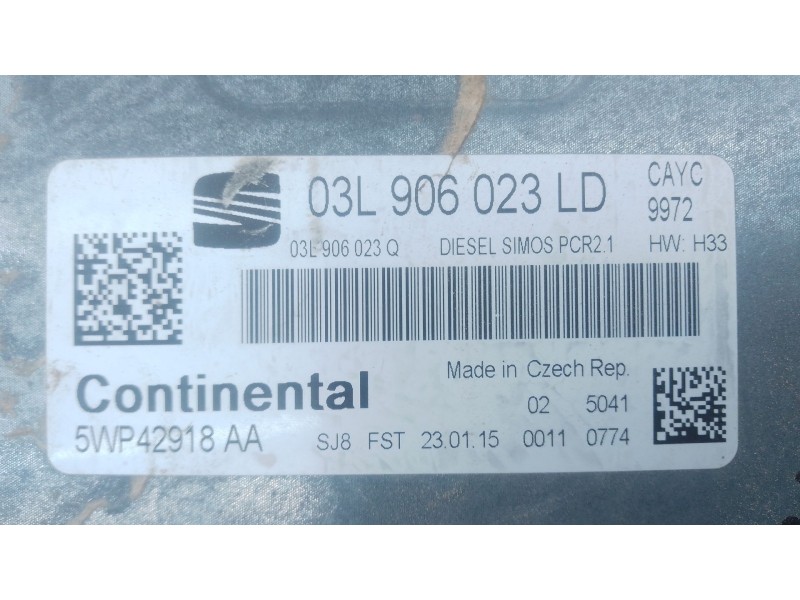 03L 906 023 LD CAYC
9972
03L 906 023 Q DIESEL SIMOS PCR2.1 HW: H33
Continental Made in Czech Rep.
02 5041
5WP42918 AA SJ8 FST 23.01.15 0011 0774